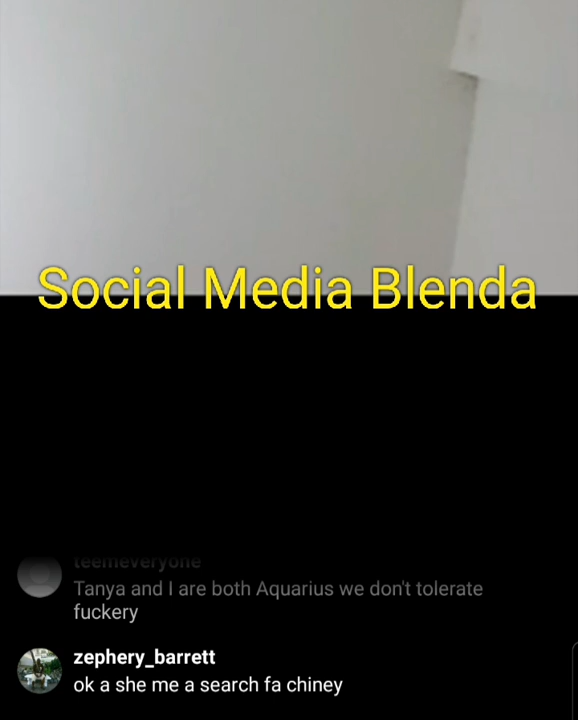 Social Media Blenda
teemeveryone
Tanya and I are both Aquarius we don't tolerate
fuckery
zephery_barrett
ok a she me a search fa chiney